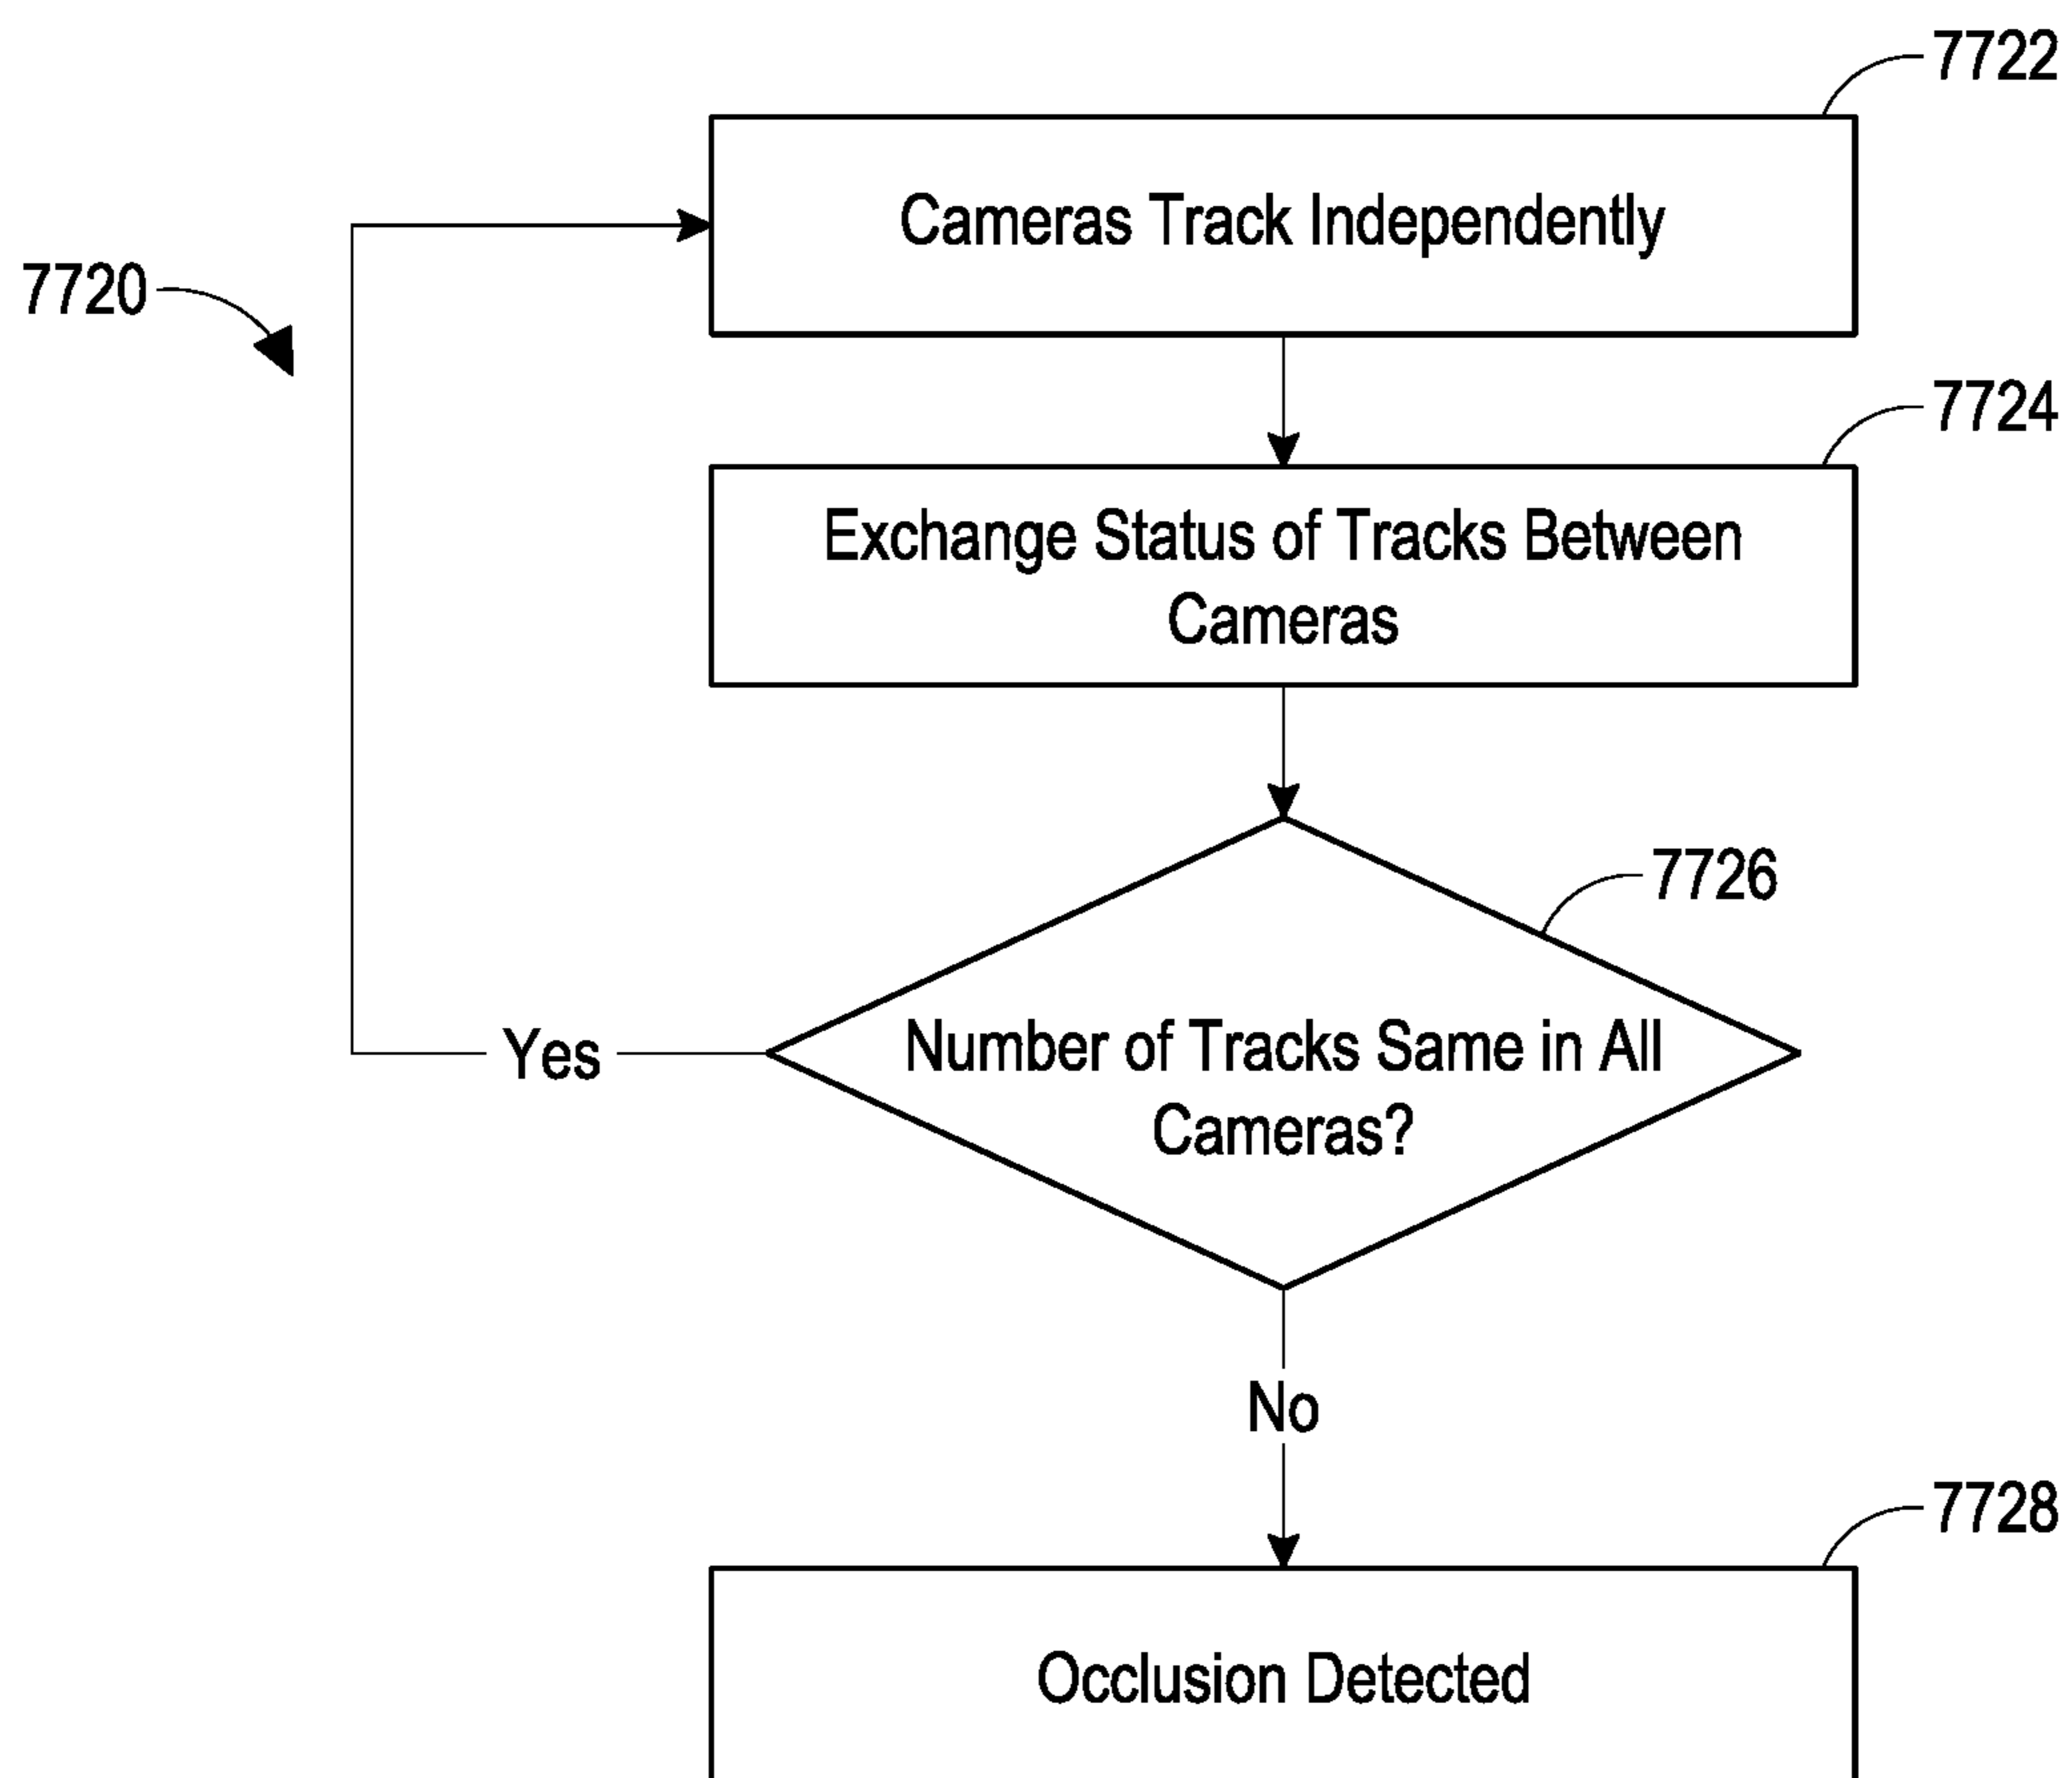 7722
Cameras Track Independently
7720
7724
Exchange Status of Tracks Between
Cameras
7726
Number of Tracks Same in All
Cameras?
Yes
No
7728
Occlusion Detected